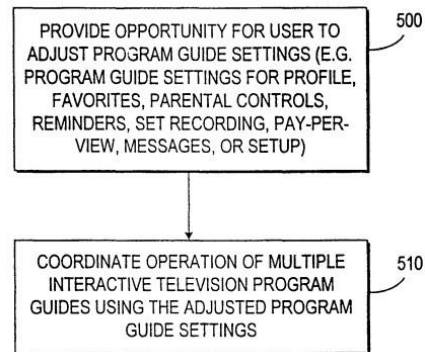 PROVIDE OPPORTUNITY FOR USER TO
ADJUST PROGRAM GUIDE SETTINGS (E.G.
PROGRAM GUIDE SETTINGS FOR PROFILE,
FAVORITES, PARENTAL CONTROLS,
REMINDERS, SET RECORDING, PAY-PER-
VIEW, MESSAGES, OR SETUP)
500
COORDINATE OPERATION OF MULTIPLE
INTERACTIVE TELEVISION PROGRAM
GUIDES USING THE ADJUSTED PROGRAM
GUIDE SETTINGS
510